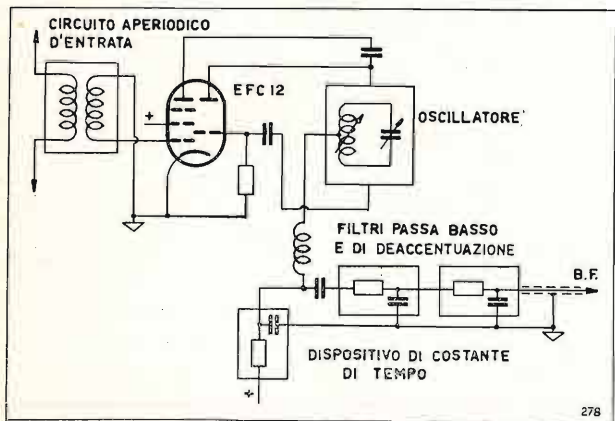 CIRCUITO APERIODICO
D'ENTRATA
EFC 12
OSCILLATORE
FILTRI PASSA BASSO
E DI DEACCENTUAZIONE
B.F.
DISPOSITIVO DI COSTANTE
DI TEMPO
+
+
278